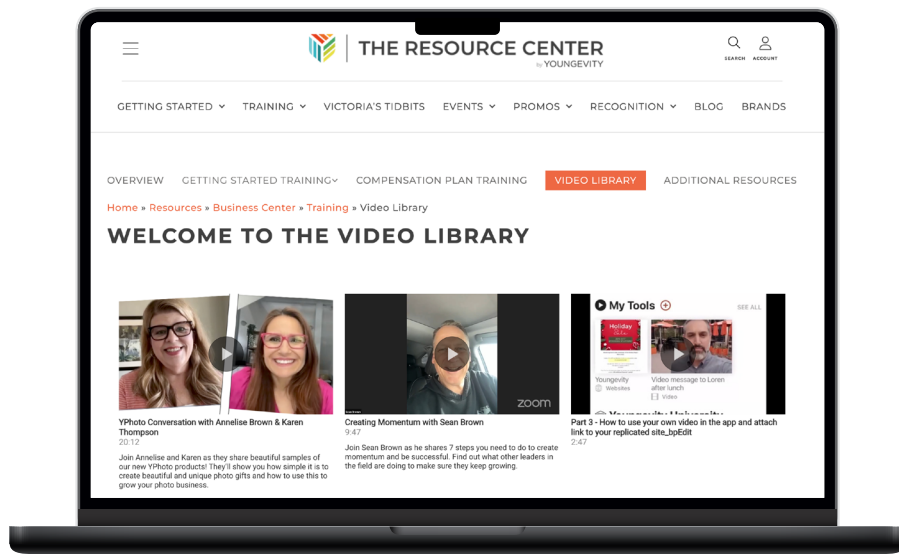 THE RESOURCE CENTER
by YOUNGEVITY
SEARCH ACCOUNT
GETTING STARTED TRAINING VICTORIA'S TIDBITS EVENTS PROMOS RECOGNITION BLOG BRANDS
OVERVIEW GETTING STARTED TRAINING COMPENSATION PLAN TRAINING VIDEO LIBRARY ADDITIONAL RESOURCES
Home » Resources » Business Center » Training » Video Library
WELCOME TO THE VIDEO LIBRARY
zoom
My Tools
SEE ALL
Holiday
Youngevity
Websites
Video message to Loren
after lunch
Video
Youngevity University
YPhoto Conversation with Annelise Brown & Karen
Thompson
20:12
Join Annelise and Karen as they share beautiful samples of
our new YPhoto products! They'll show you how simple it is to
create beautiful and unique photo gifts and how to use this to
grow your photo business.
Creating Momentum with Sean Brown
9:47
Join Sean Brown as he shares 7 steps you need to do to create
momentum and be successful. Find out what other leaders in
the field are doing to make sure they keep growing.
Part 3 - How to use your own video in the app and attach
link to your replicated site_bpEdit
2:47